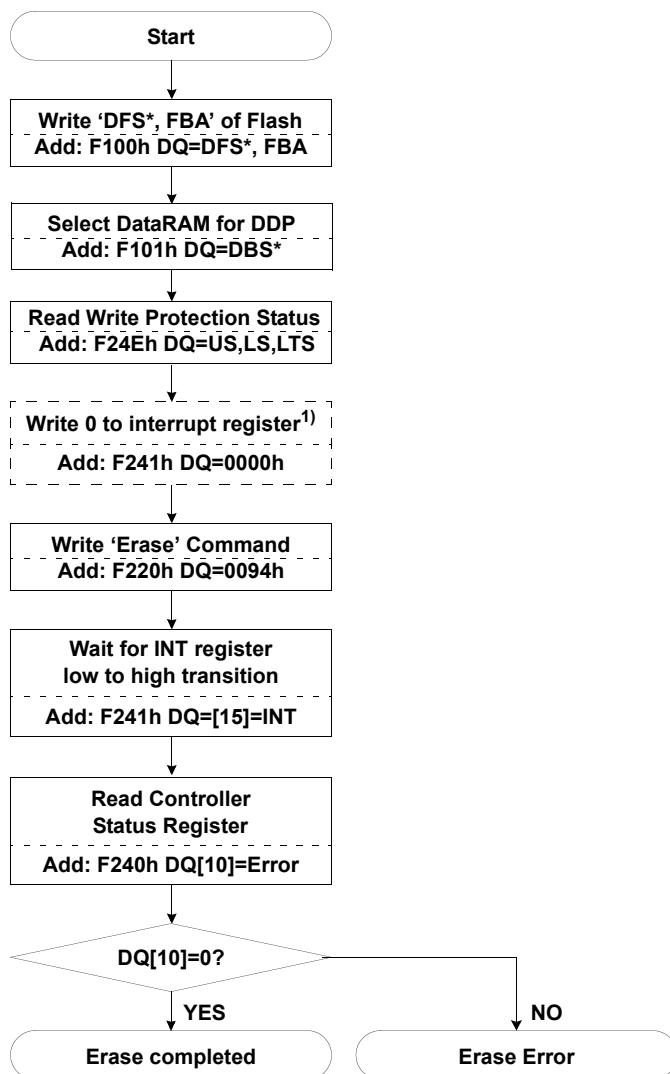 Start
Write ‘DFS*, FBA’ of Flash
Add: F100h DQ=DFS*, FBA
Select DataRAM for DDP
Add: F101h DQ=DBS*
Read Write Protection Status
Add: F24Eh DQ=US,LS,LTS
Write 0 to interrupt register1)
Add: F241h DQ=0000h
Write ‘Erase’ Command
Add: F220h DQ=0094h
Wait for INT register
low to high transition
Add: F241h DQ=[15]=INT
Read Controller
Status Register
Add: F240h DQ[10]=Error
DQ[10]=0?
YES
NO
Erase completed
Erase Error